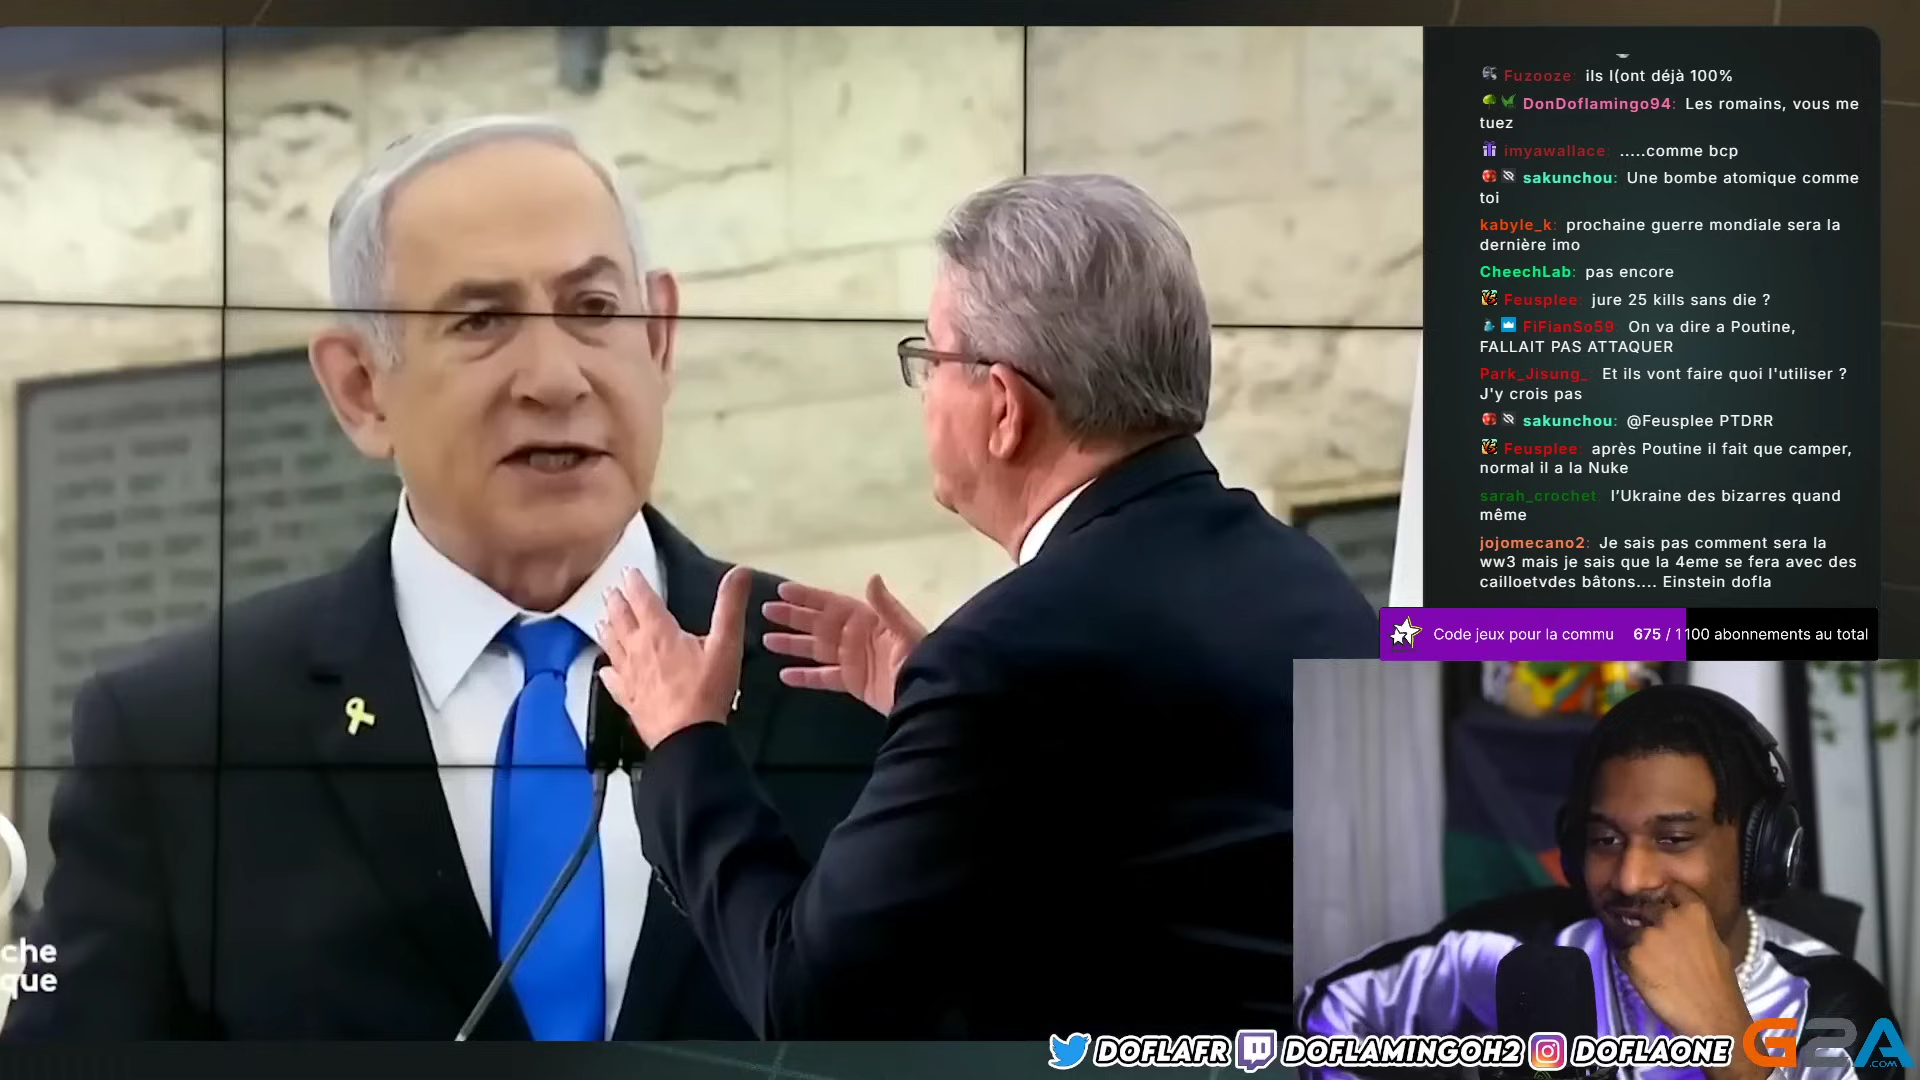 Fuzooze: ils l(ont déjà 100%
DonDoflamingo94: Les romains, vous me
tuez
imyawallace: .....comme bcp
sakunchou: Une bombe atomique comme
toi
kabyle_k: prochaine guerre mondiale sera la
dernière imo
CheechLab: pas encore
Feusplee: jure 25 kills sans die ?
FiFianSo59: On va dire a Poutine,
FALLAIT PAS ATTAQUER
Park_Jisung_: Et ils vont faire quoi l'utiliser ?
J'y crois pas
sakunchou: @Feusplee PTDRR
Feusplee: après Poutine il fait que camper,
normal il a la Nuke
sarah_crochet: l’Ukraine des bizarres quand
même
jojomecano2: Je sais pas comment sera la
ww3 mais je sais que la 4eme se fera avec des
cailloetvdes bâtons.... Einstein dofla
Code jeux pour la commu 675 / 1100 abonnements au total
che
que
DOFLAFR DOFLAMINGOH2 DOFLAONE G2A
.COM